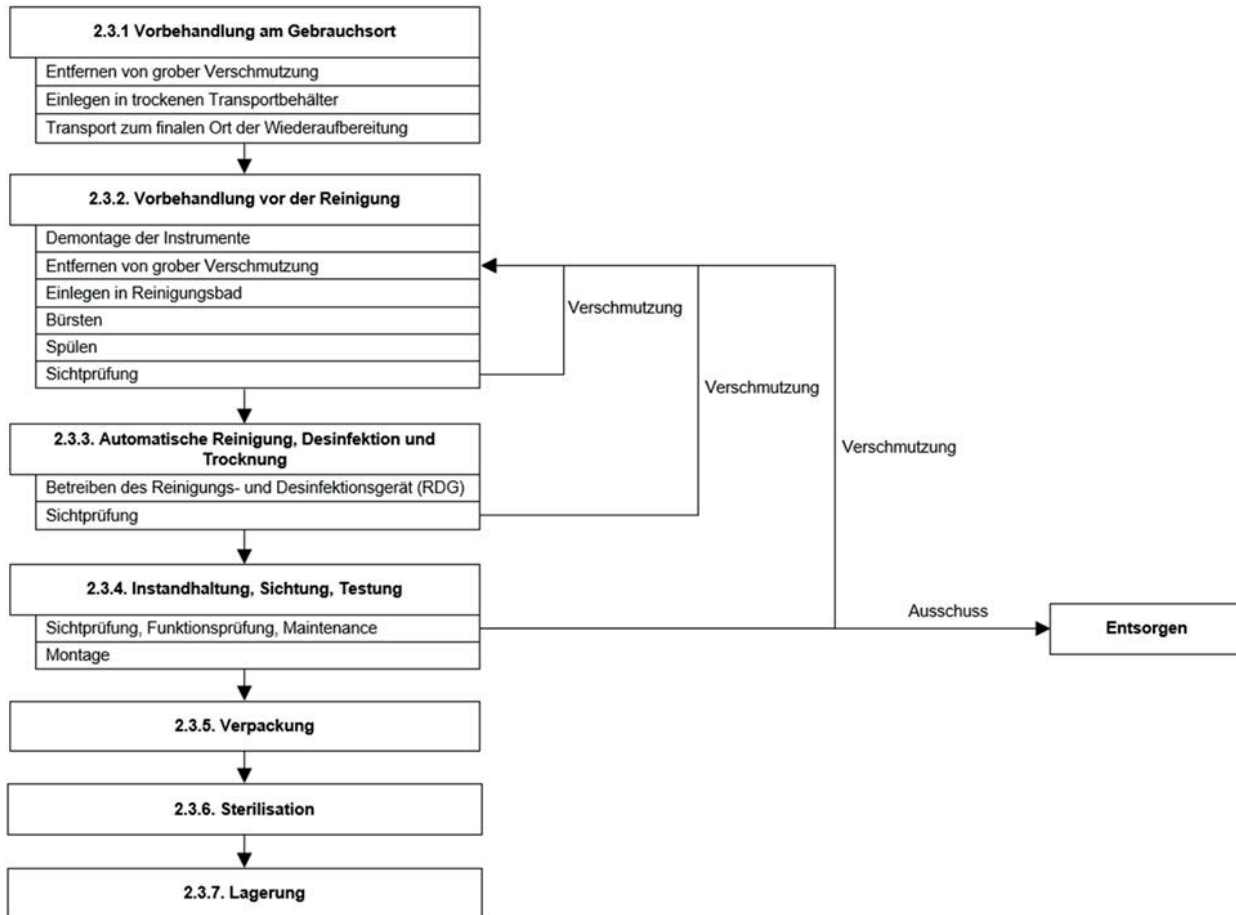 2.3.1 Vorbehandlung am Gebrauchsort
Entfernen von grober Verschmutzung
Einlegen in trockenen Transportbehälter
Transport zum finalen Ort der Wiederaufbereitung
2.3.2. Vorbehandlung vor der Reinigung
Demontage der Instrumente
Entfernen von grober Verschmutzung
Einlegen in Reinigungsbad
Bürsten
Spülen
Sichtprüfung
Verschmutzung
Verschmutzung
Verschmutzung
2.3.3. Automatische Reinigung, Desinfektion und
Trocknung
Betreiben des Reinigungs- und Desinfektionsgerät (RDG)
Sichtprüfung
2.3.4. Instandhaltung, Sichtung, Testung
Sichtprüfung, Funktionsprüfung, Maintenance
Montage
Ausschuss
Entsorgen
2.3.5. Verpackung
2.3.6. Sterilisation
2.3.7. Lagerung